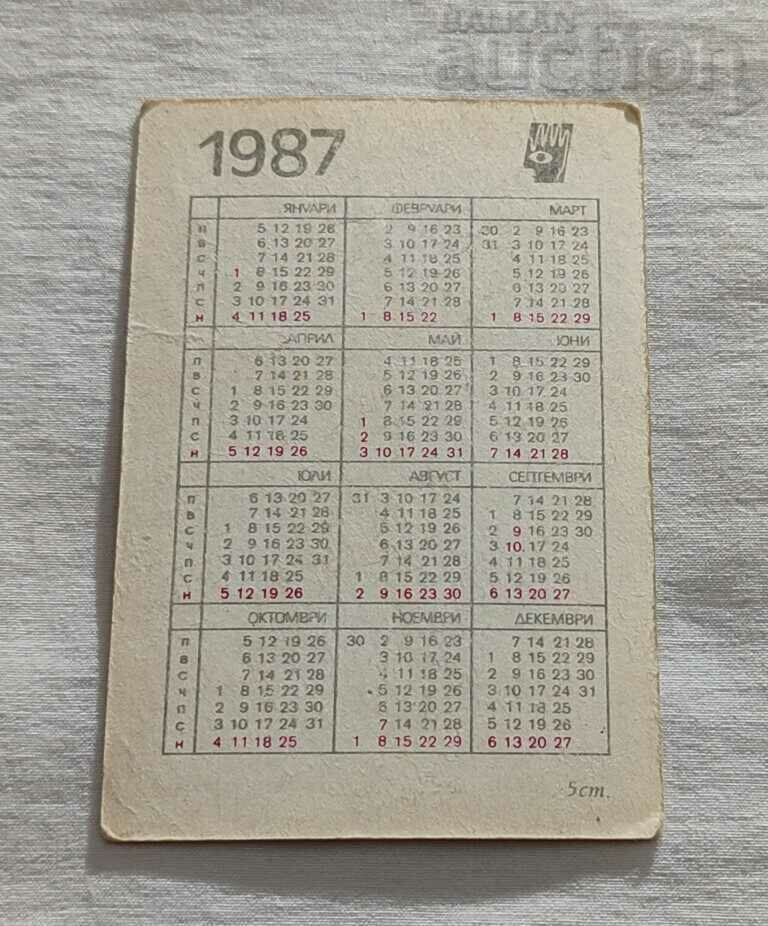 BALKAN
auction
1987
ЯНУАРИ ФЕВРУАРИ МАРТ
П 5 12 19 26 2 9 16 23 30 2 9 16 23
В 6 13 20 27 3 10 17 24 31 3 10 17 24
С 7 14 21 28 4 11 18 25 4 11 18 25
Ч 1 8 15 22 29 5 12 19 26 5 12 19 26
П 2 9 16 23 30 6 13 20 27 6 13 20 27
С 3 10 17 24 31 7 14 21 28 7 14 21 28
Н 4 11 18 25 1 8 15 22 1 8 15 22 29
АПРИЛ МАЙ ЮНИ
П 6 13 20 27 4 11 18 25 1 8 15 22 29
В 7 14 21 28 5 12 19 26 2 9 16 23 30
С 1 8 15 22 29 6 13 20 27 3 10 17 24
Ч 2 9 16 23 30 7 14 21 28 4 11 18 25
П 3 10 17 24 1 8 15 22 29 5 12 19 26
С 4 11 18 25 2 9 16 23 30 6 13 20 27
Н 5 12 19 26 3 10 17 24 31 7 14 21 28
ЮЛИ АВГУСТ СЕПТЕМВРИ
П 6 13 20 27 31 3 10 17 24 7 14 21 28
В 7 14 21 28 4 11 18 25 1 8 15 22 29
С 1 8 15 22 29 5 12 19 26 2 9 16 23 30
Ч 2 9 16 23 30 6 13 20 27 3 10 17 24
П 3 10 17 24 31 7 14 21 28 4 11 18 25
С 4 11 18 25 1 8 15 22 29 5 12 19 26
Н 5 12 19 26 2 9 16 23 30 6 13 20 27
ОКТОМВРИ НОЕМВРИ ДЕКЕМВРИ
П 5 12 19 26 30 2 9 16 23 7 14 21 28
В 6 13 20 27 3 10 17 24 1 8 15 22 29
С 7 14 21 28 4 11 18 25 2 9 16 23 30
Ч 1 8 15 22 29 5 12 19 26 3 10 17 24 31
П 2 9 16 23 30 6 13 20 27 4 11 18 25
С 3 10 17 24 31 7 14 21 28 5 12 19 26
Н 4 11 18 25 1 8 15 22 29 6 13 20 27
5 cm.